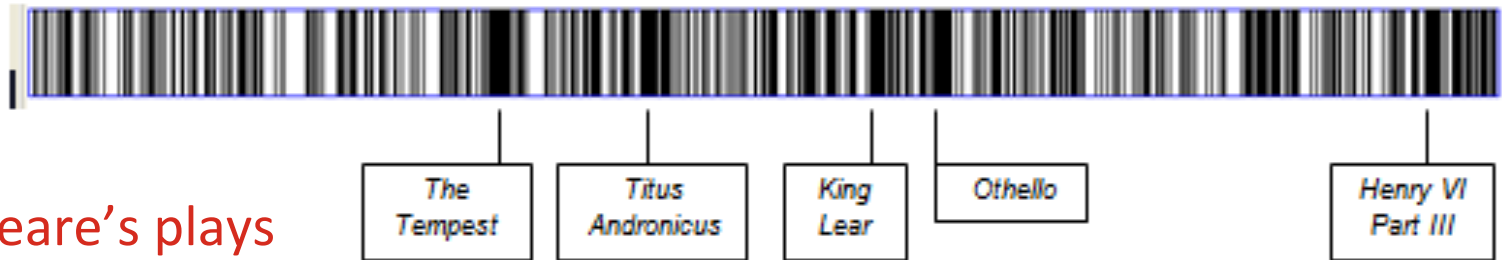 The
Tempest
Titus
Andronicus
King
Lear
Othello
Henry VI
Part III
eare’s plays